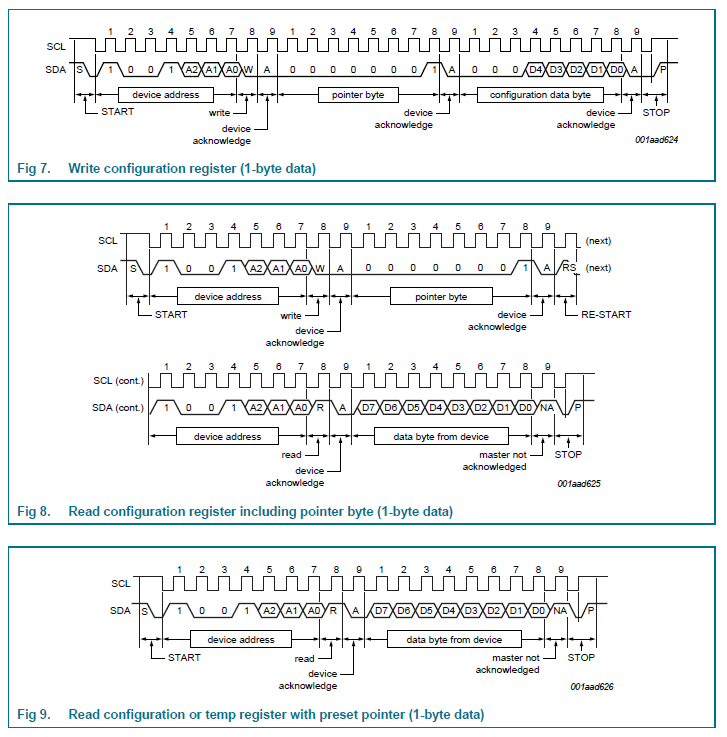 1 2 3 4 5 6 7 8 9 1 2 3 4 5 6 7 8 9 1 2 3 4 5 6 7 8 9
SCL
SDA S 1 0 0 1 A2 A1 A0 W A 0 0 0 0 0 0 0 1 A 0 0 0 D4 D3 D2 D1 D0 A P
device address pointer byte configuration data byte
START write device acknowledge device acknowledge STOP
device
acknowledge
001aad624
Fig 7. Write configuration register (1-byte data)
1 2 3 4 5 6 7 8 9 1 2 3 4 5 6 7 8 9
SCL (next)
SDA S 1 0 0 1 A2 A1 A0 W A 0 0 0 0 0 0 0 1 A RS (next)
device address pointer byte
START write device acknowledge RE-START
device
acknowledge
1 2 3 4 5 6 7 8 9 1 2 3 4 5 6 7 8 9
SCL (cont.)
SDA (cont.) 1 0 0 1 A2 A1 A0 R A D7 D6 D5 D4 D3 D2 D1 D0 NA P
device address data byte from device
read master not acknowledged STOP
device
acknowledge
001aad625
Fig 8. Read configuration register including pointer byte (1-byte data)
1 2 3 4 5 6 7 8 9 1 2 3 4 5 6 7 8 9
SCL
SDA S 1 0 0 1 A2 A1 A0 R A D7 D6 D5 D4 D3 D2 D1 D0 NA P
device address data byte from device
START read master not acknowledged STOP
device
acknowledge
001aad626
Fig 9. Read configuration or temp register with preset pointer (1-byte data)